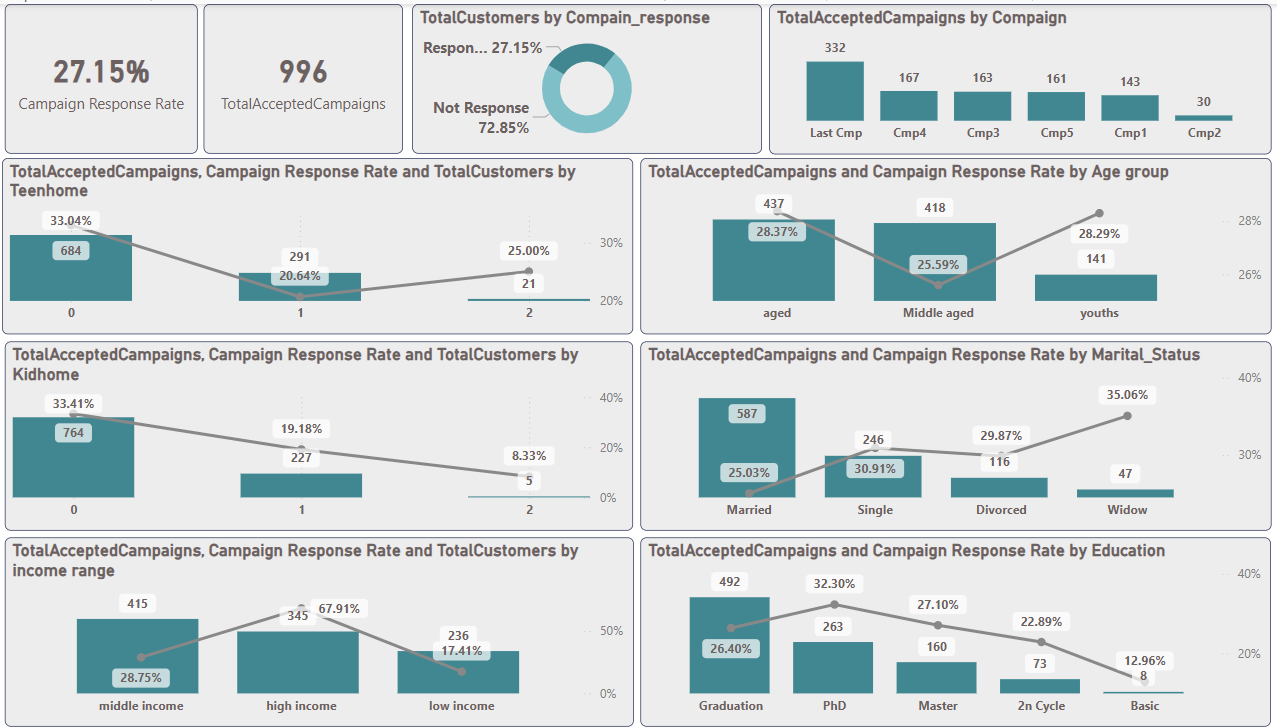 27.15%
Campaign Response Rate
996
TotalAcceptedCampaigns
TotalCustomers by Compain_response
Respon... 27.15%
Not Response
72.85%
TotalAcceptedCampaigns by Compaign
332
167
163
161
143
30
Last Cmp
Cmp4
Cmp3
Cmp5
Cmp1
Cmp2
TotalAcceptedCampaigns, Campaign Response Rate and TotalCustomers by
Teenhome
33.04%
684
291
20.64%
25.00%
21
30%
20%
0
1
2
TotalAcceptedCampaigns and Campaign Response Rate by Age group
437
28.37%
418
25.59%
28.29%
141
28%
26%
aged
Middle aged
youths
TotalAcceptedCampaigns, Campaign Response Rate and TotalCustomers by
Kidhome
33.41%
764
19.18%
227
8.33%
5
40%
20%
0%
0
1
2
TotalAcceptedCampaigns and Campaign Response Rate by Marital_Status
587
25.03%
246
30.91%
29.87%
116
35.06%
47
40%
30%
Married
Single
Divorced
Widow
TotalAcceptedCampaigns, Campaign Response Rate and TotalCustomers by
income range
415
28.75%
67.91%
345
236
17.41%
50%
0%
middle income
high income
low income
TotalAcceptedCampaigns and Campaign Response Rate by Education
492
26.40%
32.30%
263
27.10%
160
22.89%
73
12.96%
8
40%
20%
Graduation
PhD
Master
2n Cycle
Basic